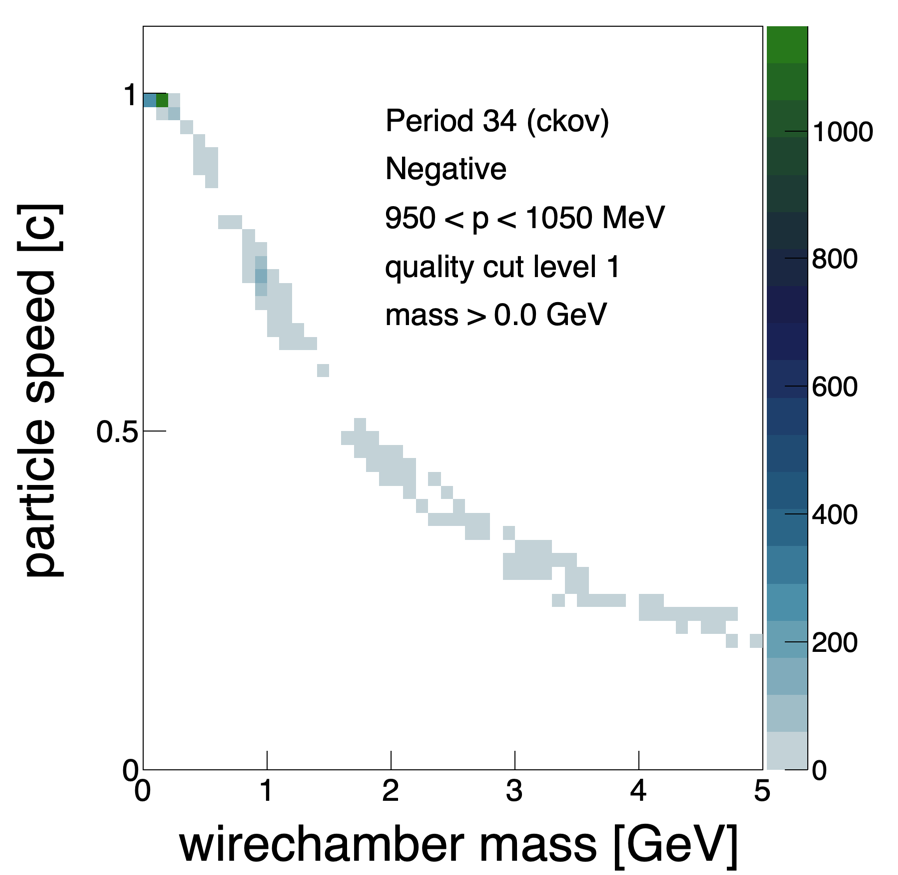 1
Period 34 (ckov)
Negative
950 < p < 1050 MeV
quality cut level 1
mass > 0.0 GeV
0.5
0
particle speed [c]
0 1 2 3 4 5
wirechamber mass [GeV]
1000
800
600
400
200
0